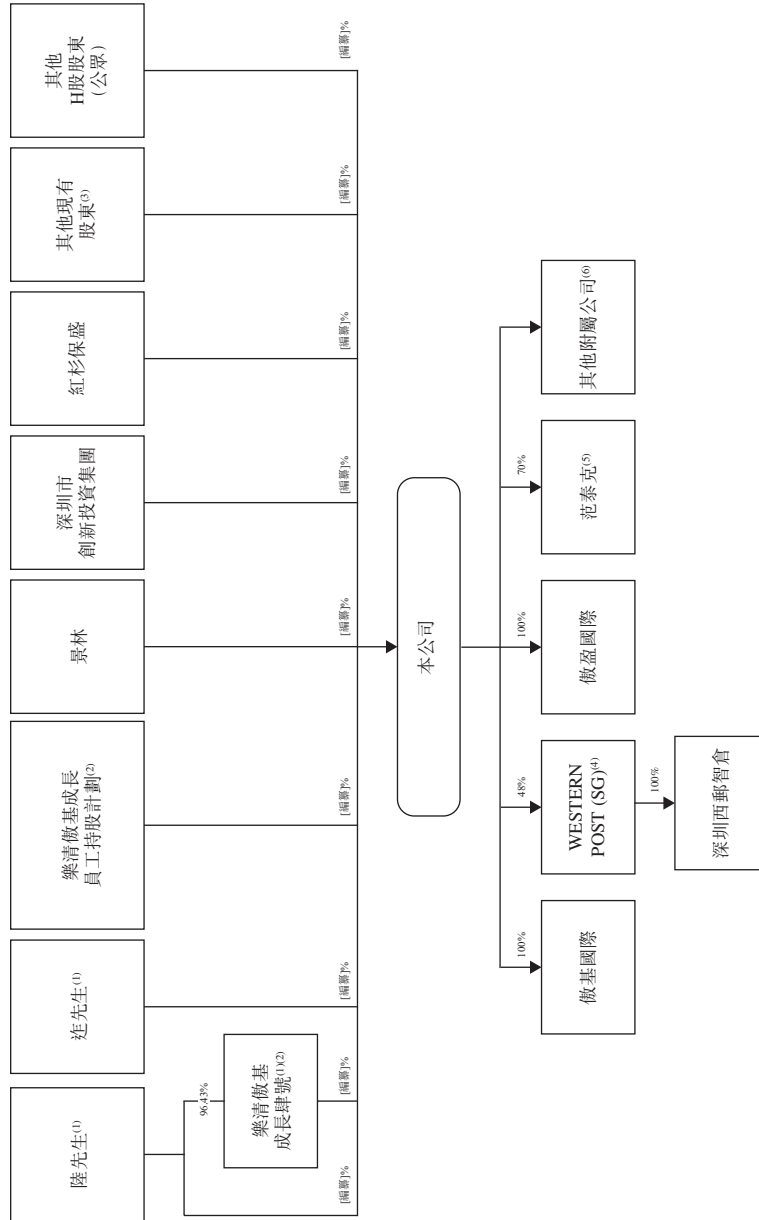 陸先生(1)
迮先生(1)
樂清傲基成長
員工持股計劃(2)
景林
深圳市
創新投資集團
紅杉保盛
其他現有
股東(3)
其他
H股股東
(公眾)
96.43%
樂清傲基
成長肆號(1)(2)
[編纂]%
[編纂]%
[編纂]%
[編纂]%
[編纂]%
[編纂]%
[編纂]%
[編纂]%
[編纂]%
本公司
100%
48%
100%
70%
傲基國際
WESTERN
POST (SG)(4)
傲盈國際
范泰克(5)
其他附屬公司(6)
100%
深圳西郵智倉